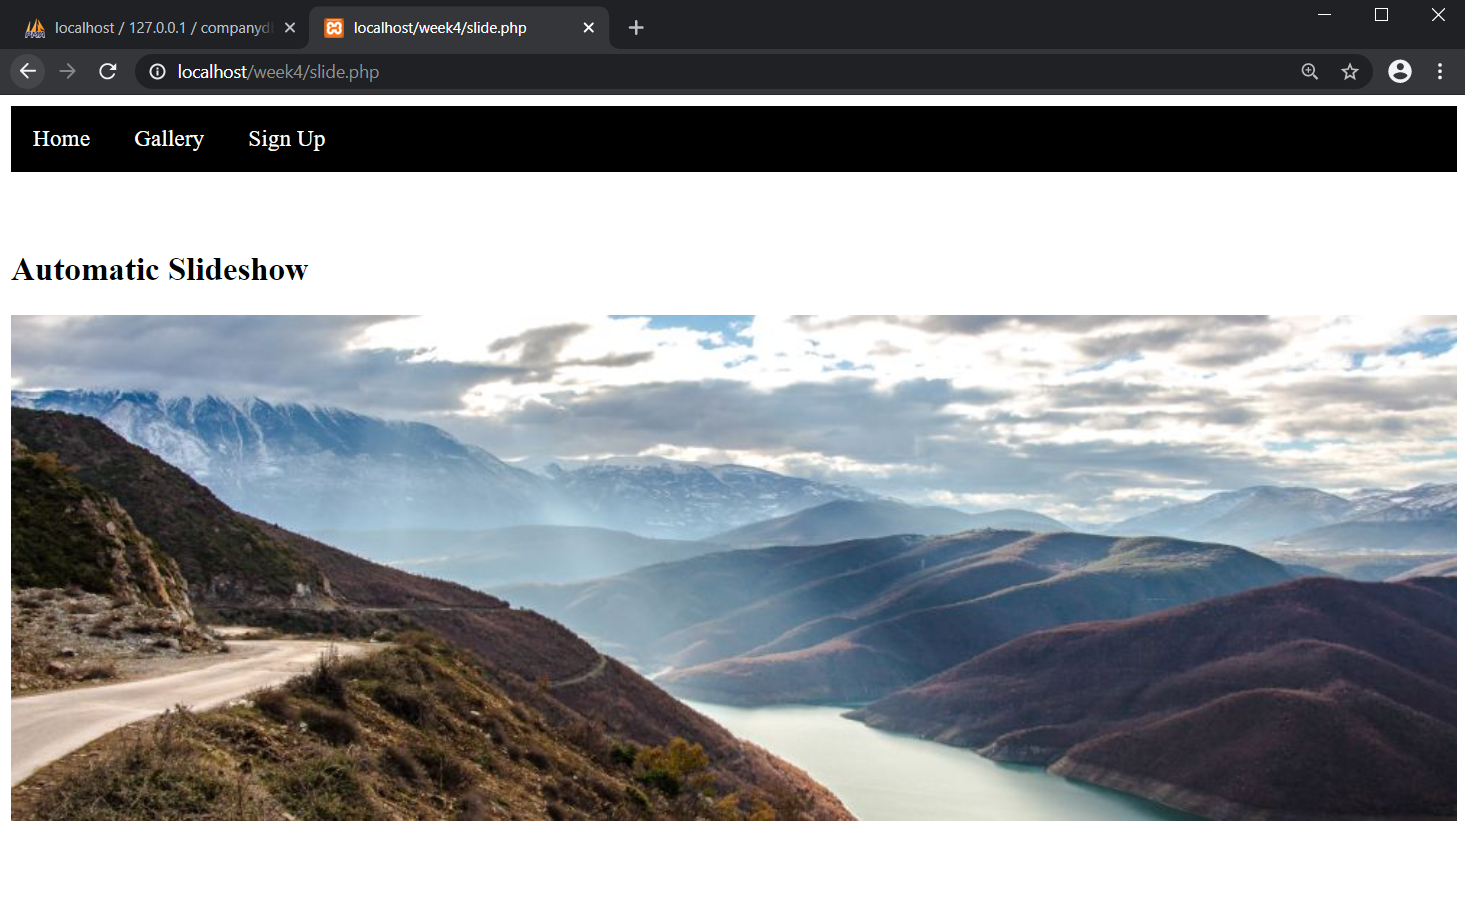 localhost / 127.0.0.1 / companyd
localhost/week4/slide.php
localhost/week4/slide.php
Home Gallery Sign Up
Automatic Slideshow